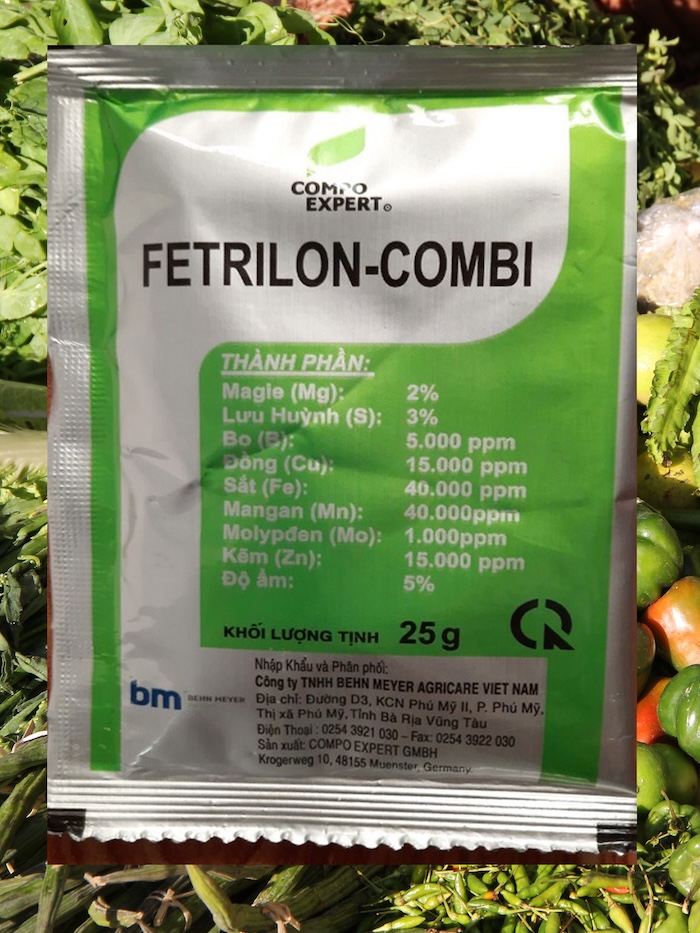 COMPO
EXPERT®
FETRILON-COMBI
THÀNH PHẦN:
Magie (Mg): 2%
Lưu Huỳnh (S): 3%
Bo (B): 5.000 ppm
Đồng (Cu): 15.000 ppm
Sắt (Fe): 40.000 ppm
Mangan (Mn): 40.000ppm
Molypđen (Mo): 1.000ppm
Kẽm (Zn): 15.000 ppm
Độ ẩm: 5%
KHỐI LƯỢNG TỊNH 25g
CR
Nhập Khẩu và Phân phối:
Công ty TNHH BEHN MEYER AGRICARE VIET NAM
bm BEHN MEYER
Địa chỉ: Đường D3, KCN Phú Mỹ II, P. Phú Mỹ,
Thị xã Phú Mỹ, Tỉnh Bà Rịa Vũng Tàu
Điện Thoại : 0254 3921 030 – Fax: 0254 3922 030
Sản xuất: COMPO EXPERT GMBH
Krogerweg 10, 48155 Muenster, Germany.